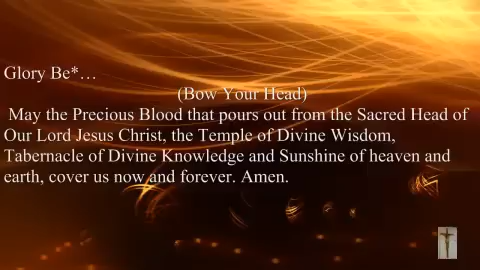 Glory Be*…
(Bow Your Head)
May the Precious Blood that pours out from the Sacred Head of
Our Lord Jesus Christ, the Temple of Divine Wisdom,
Tabernacle of Divine Knowledge and Sunshine of heaven and
earth, cover us now and forever. Amen.